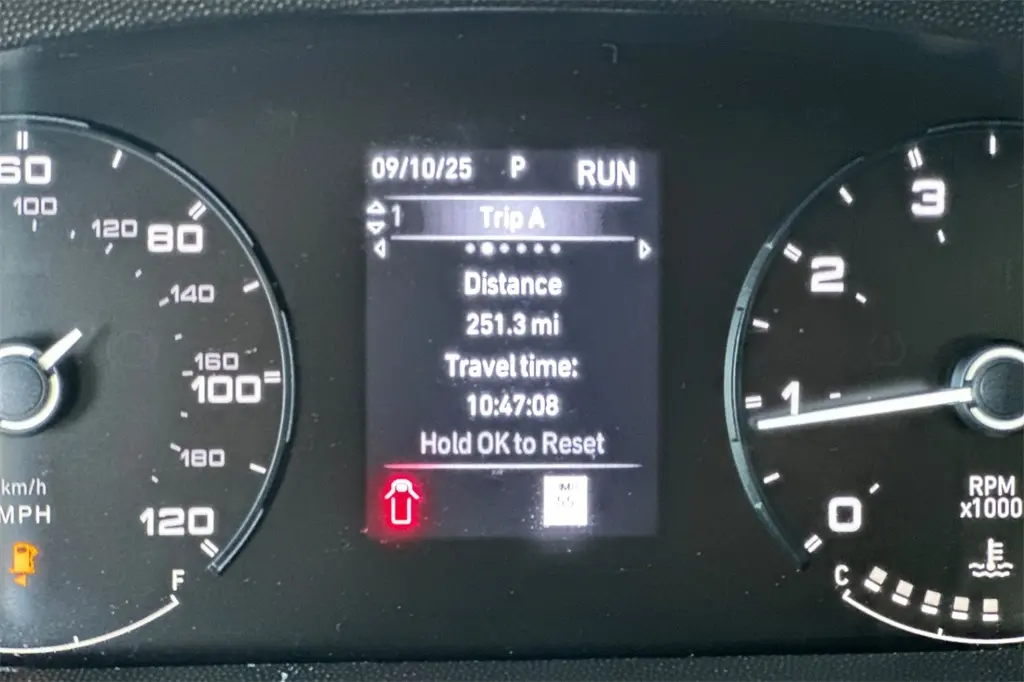 09/10/25 P RUN
1 Trip A
Distance
251.3 mi
Travel time:
10:47:08
Hold OK to Reset
60
100
120
80
140
160
100
180
120
km/h
MPH
F
3
2
1
0
RPM
x1000
C